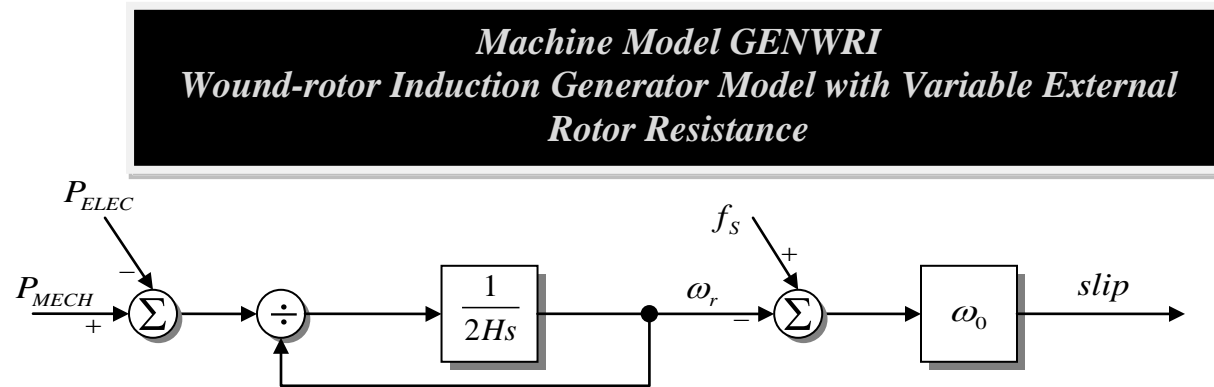 Machine Model GENWRI
Wound-rotor Induction Generator Model with Variable External
Rotor Resistance
P_ELEC
−
P_MECH
+
Σ
÷
1
2Hs
ω_r
f_S
+
−
Σ
ω_0
slip